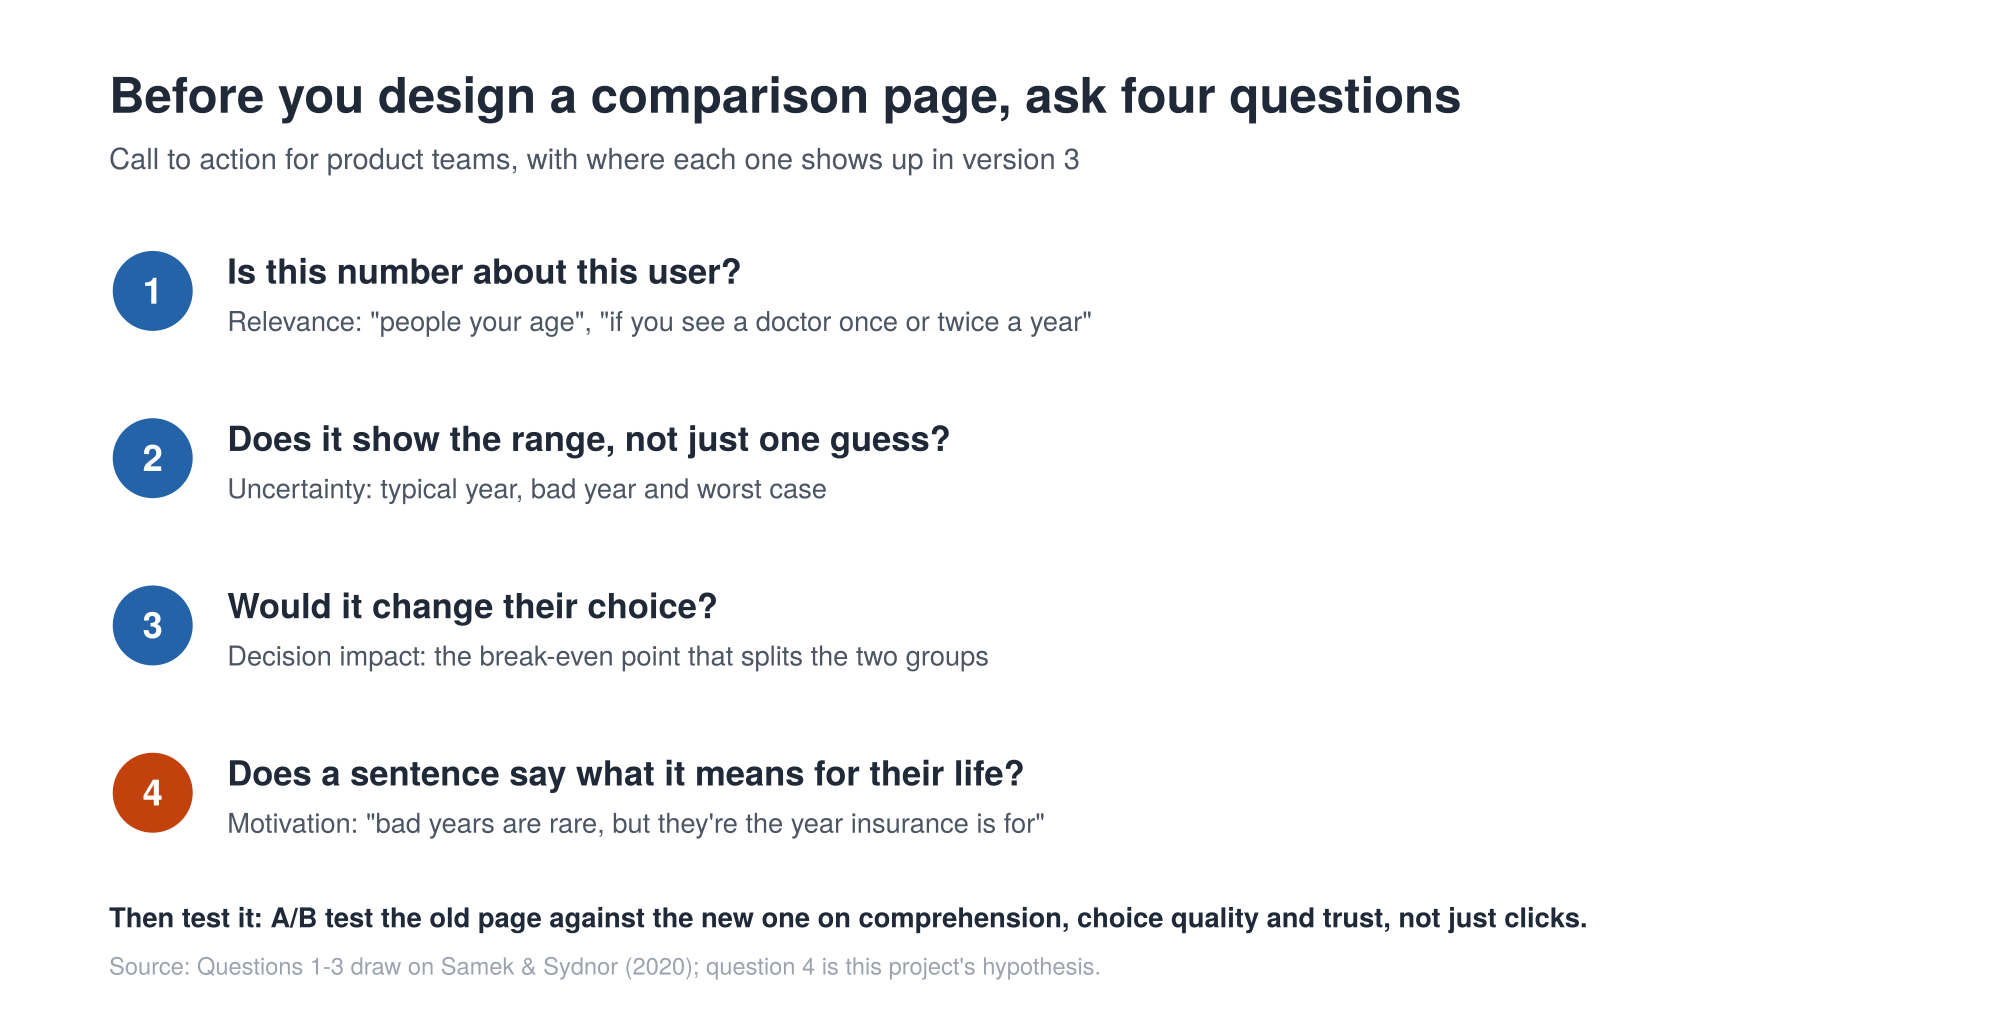 Before you design a comparison page, ask four questions
Call to action for product teams, with where each one shows up in version 3
1
Is this number about this user?
Relevance: "people your age", "if you see a doctor once or twice a year"
2
Does it show the range, not just one guess?
Uncertainty: typical year, bad year and worst case
3
Would it change their choice?
Decision impact: the break-even point that splits the two groups
4
Does a sentence say what it means for their life?
Motivation: "bad years are rare, but they're the year insurance is for"
Then test it: A/B test the old page against the new one on comprehension, choice quality and trust, not just clicks.
Source: Questions 1-3 draw on Samek & Sydnor (2020); question 4 is this project's hypothesis.